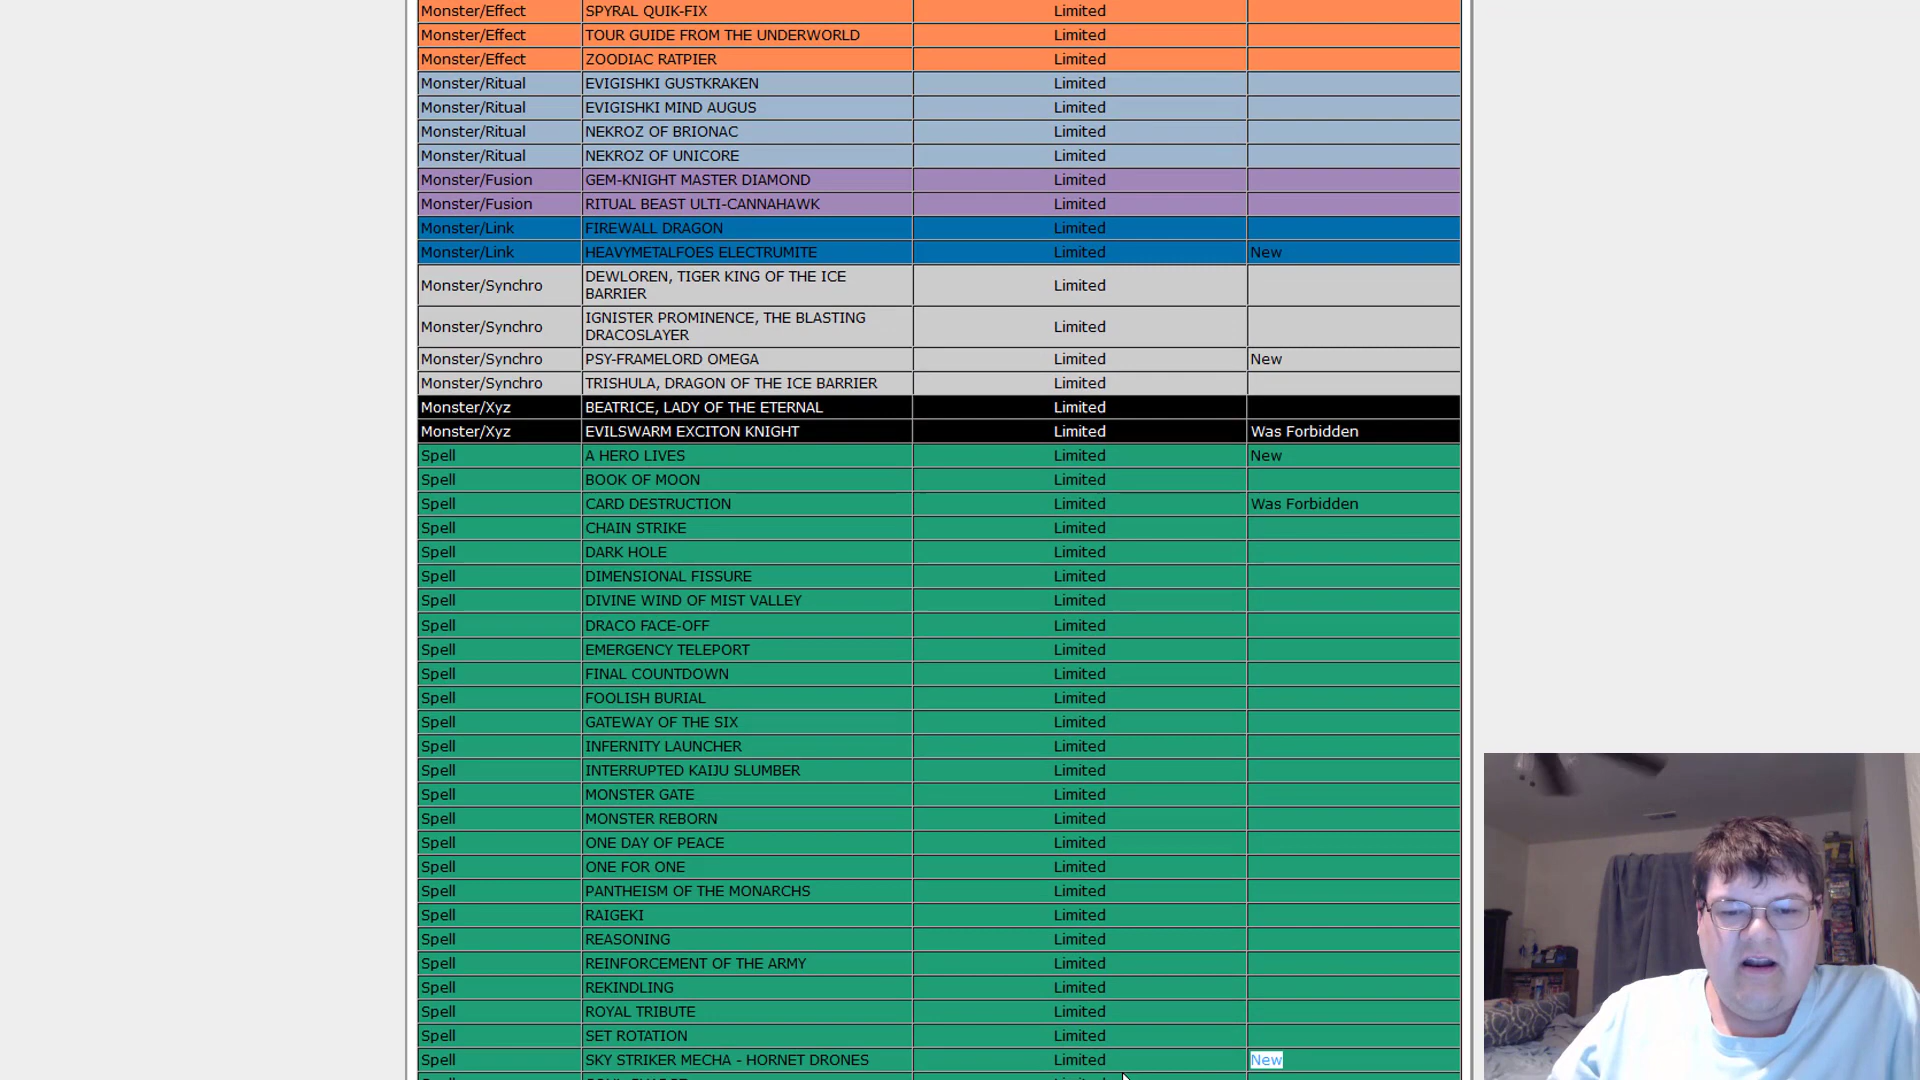 Monster/Effect SPYRAL QUIK-FIX Limited
Monster/Effect TOUR GUIDE FROM THE UNDERWORLD Limited
Monster/Effect ZOODIAC RATPIER Limited
Monster/Ritual EVIGISHKI GUSTKRAKEN Limited
Monster/Ritual EVIGISHKI MIND AUGUS Limited
Monster/Ritual NEKROZ OF BRIONAC Limited
Monster/Ritual NEKROZ OF UNICORE Limited
Monster/Fusion GEM-KNIGHT MASTER DIAMOND Limited
Monster/Fusion RITUAL BEAST ULTI-CANNAHAWK Limited
Monster/Link FIREWALL DRAGON Limited
Monster/Link HEAVYMETALFOES ELECTRUMITE Limited New
Monster/Synchro DEWLOREN, TIGER KING OF THE ICE
BARRIER Limited
Monster/Synchro IGNISTER PROMINENCE, THE BLASTING
DRACOSLAYER Limited
Monster/Synchro PSY-FRAMELORD OMEGA Limited New
Monster/Synchro TRISHULA, DRAGON OF THE ICE BARRIER Limited
Monster/Xyz BEATRICE, LADY OF THE ETERNAL Limited
Monster/Xyz EVILSWARM EXCITON KNIGHT Limited Was Forbidden
Spell A HERO LIVES Limited New
Spell BOOK OF MOON Limited
Spell CARD DESTRUCTION Limited Was Forbidden
Spell CHAIN STRIKE Limited
Spell DARK HOLE Limited
Spell DIMENSIONAL FISSURE Limited
Spell DIVINE WIND OF MIST VALLEY Limited
Spell DRACO FACE-OFF Limited
Spell EMERGENCY TELEPORT Limited
Spell FINAL COUNTDOWN Limited
Spell FOOLISH BURIAL Limited
Spell GATEWAY OF THE SIX Limited
Spell INFERNITY LAUNCHER Limited
Spell INTERRUPTED KAIJU SLUMBER Limited
Spell MONSTER GATE Limited
Spell MONSTER REBORN Limited
Spell ONE DAY OF PEACE Limited
Spell ONE FOR ONE Limited
Spell PANTHEISM OF THE MONARCHS Limited
Spell RAIGEKI Limited
Spell REASONING Limited
Spell REINFORCEMENT OF THE ARMY Limited
Spell REKINDLING Limited
Spell ROYAL TRIBUTE Limited
Spell SET ROTATION Limited
Spell SKY STRIKER MECHA - HORNET DRONES Limited New